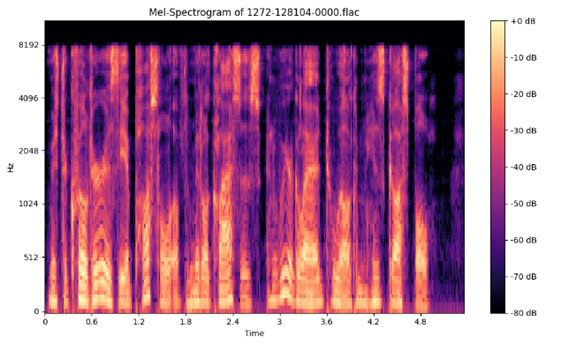 Mel-Spectrogram of 1272-128104-0000.flac
+0 dB
8192
-10 dB
4096
-20 dB
-30 dB
2048
Hz
-40 dB
1024
-50 dB
-60 dB
512
-70 dB
0
-80 dB
0 0.6 1.2 1.8 2.4 3 3.6 4.2 4.8
Time